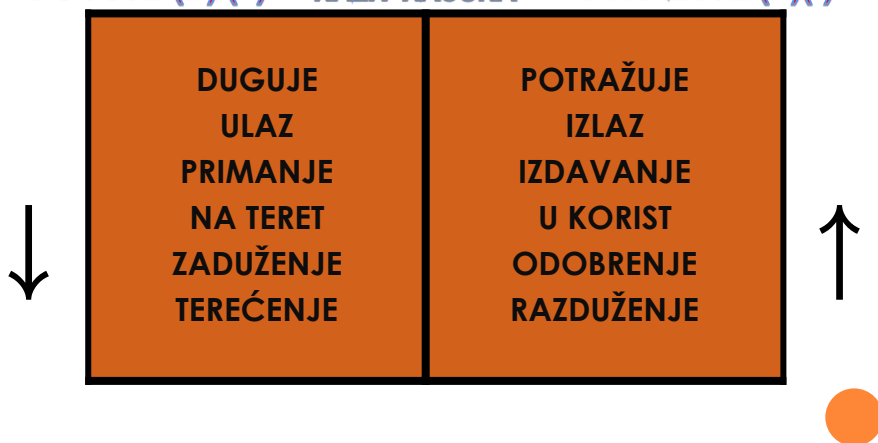 DUGUJE
ULAZ
PRIMANJE
NA TERET
ZADUŽENJE
TEREĆENJE
POTRAŽUJE
IZLAZ
IZDAVANJE
U KORIST
ODOBRENJE
RAZDUŽENJE